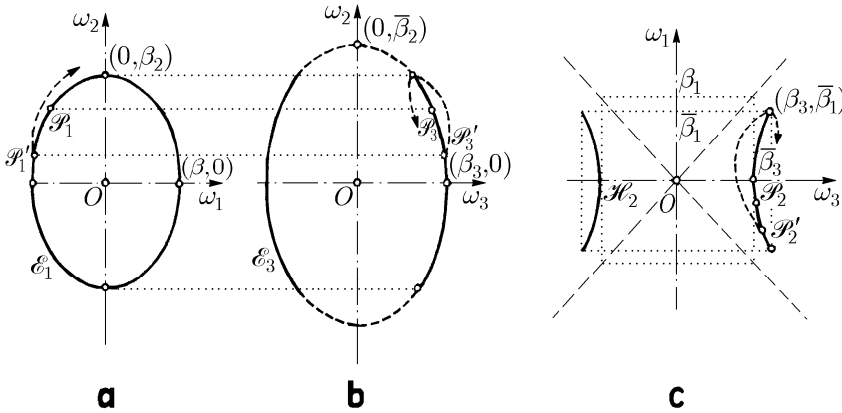 ω₂
(0,β₂)
𝒫₁
𝒫₁′
(β,0)
O
ω₁
ℰ₁
a
ω₂
(0,β̅₂)
𝒫₃
𝒫₃′
(β₃,0)
O
ω₃
ℰ₃
b
ω₁
β₁
(β₃,β̅₁)
β̅₁
β̅₃
O
ℋ₂
𝒫₂
ω₃
𝒫₂′
c